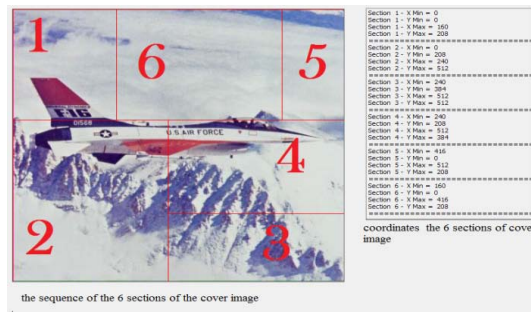 1
6
5
F-16
01568
U.S. AIR FORCE
4
2
3
the sequence of the 6 sections of the cover image
Section 1 - X Min = 0
Section 1 - Y Min = 0
Section 1 - X Max = 160
Section 1 - Y Max = 208
Section 2 - X Min = 0
Section 2 - Y Min = 208
Section 2 - X Max = 240
Section 2 - Y Max = 512
Section 3 - X Min = 240
Section 3 - Y Min = 384
Section 3 - X Max = 512
Section 3 - Y Max = 512
Section 4 - X Min = 240
Section 4 - Y Min = 208
Section 4 - X Max = 512
Section 4 - Y Max = 384
Section 5 - X Min = 416
Section 5 - Y Min = 0
Section 5 - X Max = 512
Section 5 - Y Max = 208
Section 6 - X Min = 160
Section 6 - Y Min = 0
Section 6 - X Max = 416
Section 6 - Y Max = 208
coordinates the 6 sections of cove
image